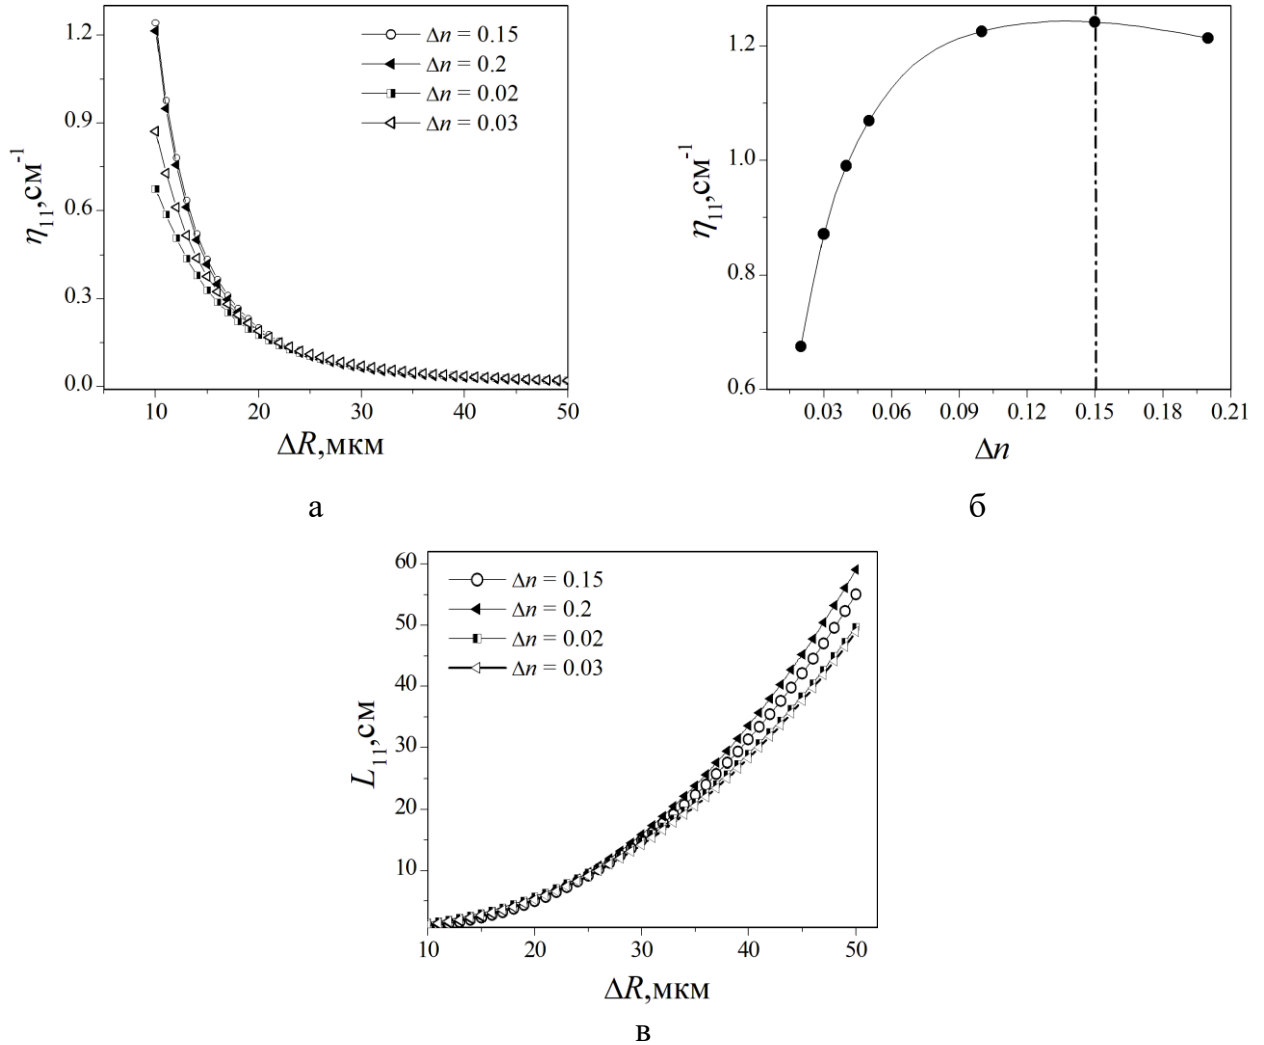 1.2
0.9
0.6
0.3
0.0
η11,см-1
Δn = 0.15
Δn = 0.2
Δn = 0.02
Δn = 0.03
10 20 30 40 50
ΔR,мкм
а
1.2
1.0
0.8
0.6
η11,см-1
0.03 0.06 0.09 0.12 0.15 0.18 0.21
Δn
б
60
50
40
30
20
10
L11,см
Δn = 0.15
Δn = 0.2
Δn = 0.02
Δn = 0.03
10 20 30 40 50
ΔR,мкм
в